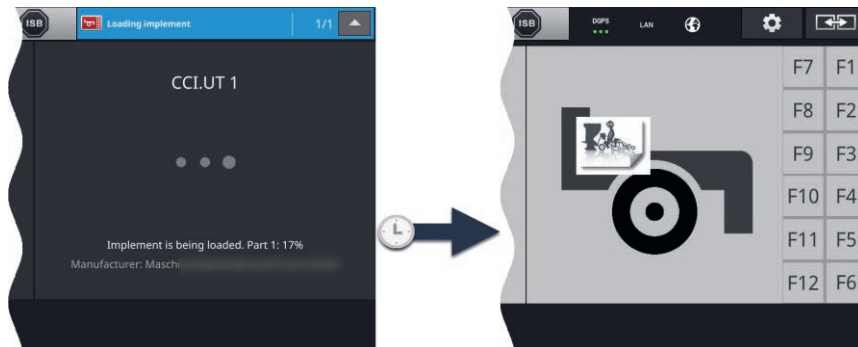 ISB
Loading implement
1/1
CCI.UT 1
Implement is being loaded. Part 1: 17%
Manufacturer: Maschi
ISB
DGPS
LAN
F7 F1
F8 F2
F9 F3
F10 F4
F11 F5
F12 F6